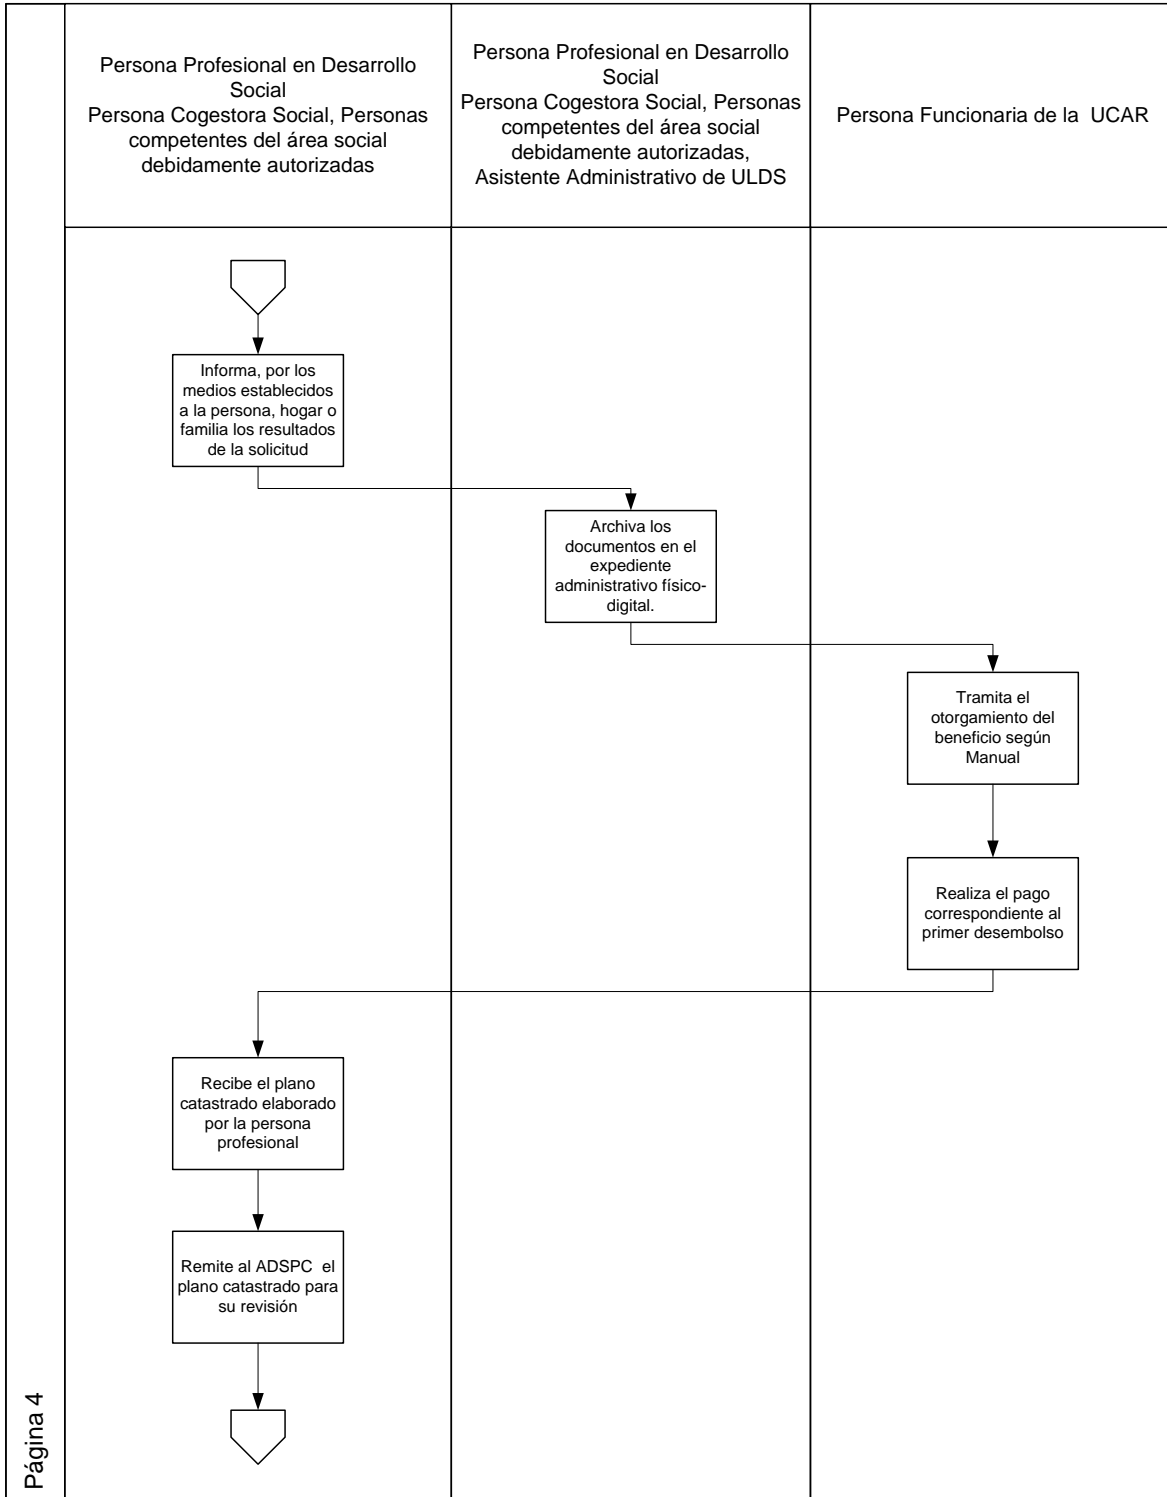 Persona Profesional en Desarrollo
Social
Persona Cogestora Social, Personas
competentes del área social
debidamente autorizadas
Persona Profesional en Desarrollo
Social
Persona Cogestora Social, Personas
competentes del área social
debidamente autorizadas,
Asistente Administrativo de ULDS
Persona Funcionaria de la UCAR
Informa, por los
medios establecidos
a la persona, hogar o
familia los resultados
de la solicitud
Archiva los
documentos en el
expediente
administrativo físico-
digital.
Tramita el
otorgamiento del
beneficio según
Manual
Realiza el pago
correspondiente al
primer desembolso
Recibe el plano
catastrado elaborado
por la persona
profesional
Remite al ADSPC el
plano catastrado para
su revisión
Página 4